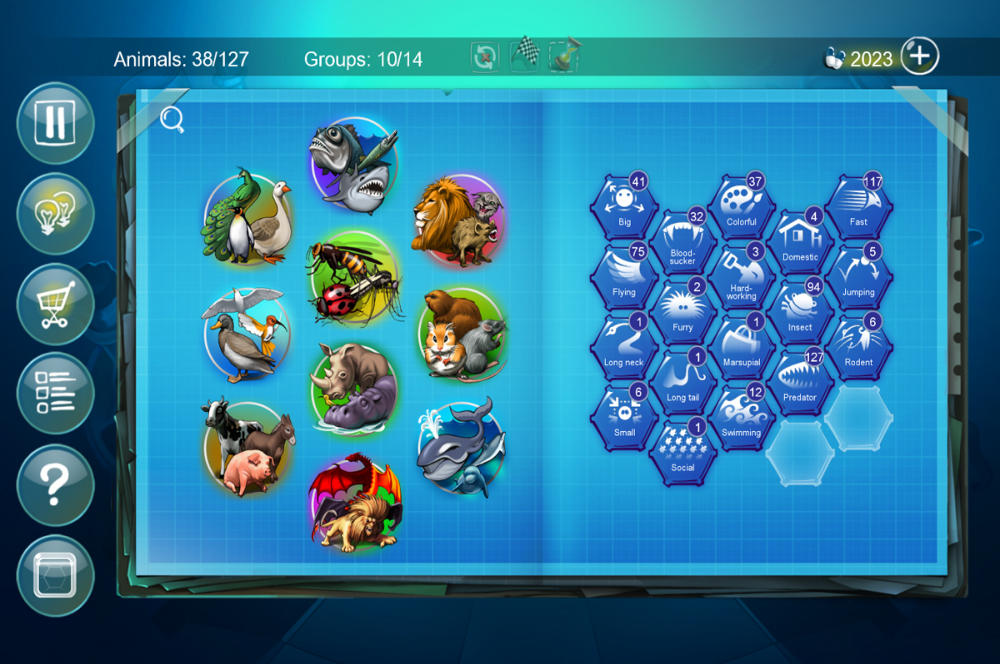 Animals: 38/127
Groups: 10/14
2023
?
41
Big
37
Colorful
117
Fast
32
Blood-
sucker
4
Domestic
75
Flying
3
Hard-
working
5
Jumping
2
Furry
94
Insect
1
Long neck
1
Marsupial
6
Rodent
1
Long tail
127
Predator
6
Small
12
Swimming
1
Social